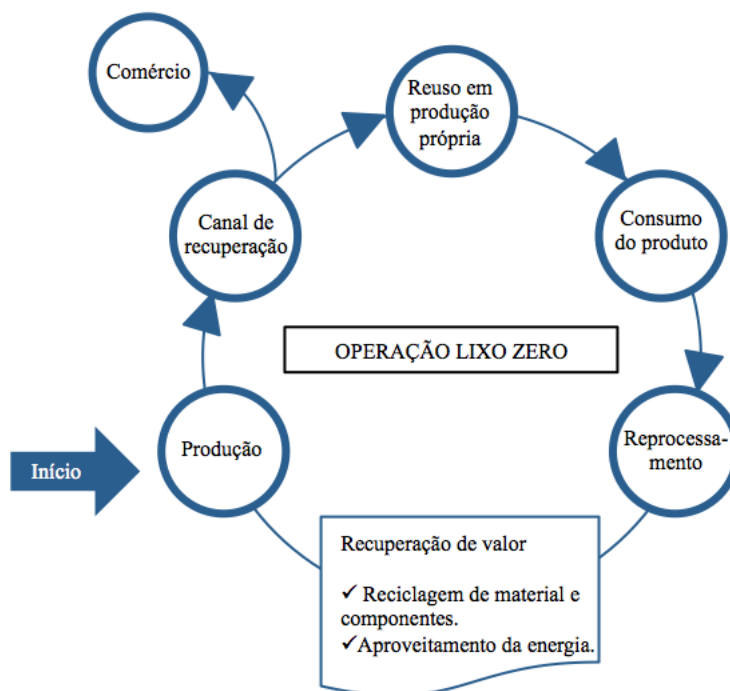 Comércio
Reuso em
produção
própria
Canal de
recuperação
Consumo
do produto
OPERAÇÃO LIXO ZERO
Início
Produção
Reprocessa-
mento
Recuperação de valor
✓ Reciclagem de material e
componentes.
✓Aproveitamento da energia.